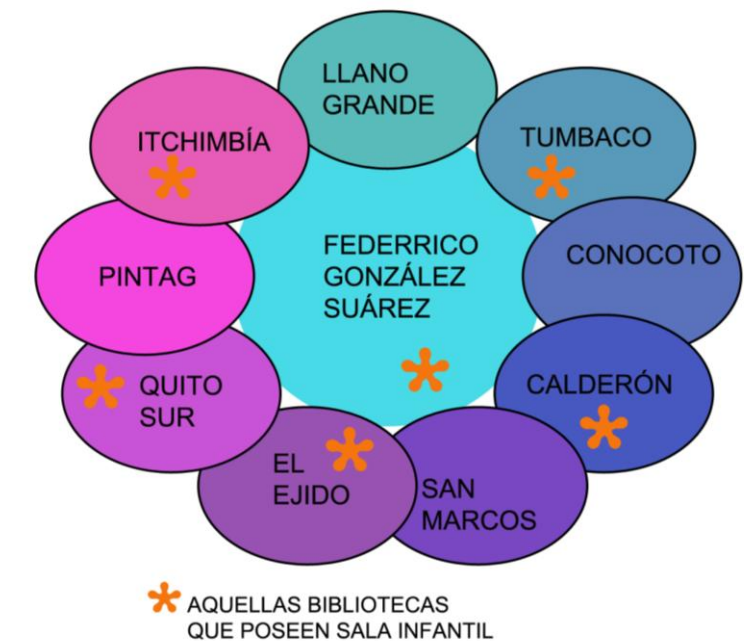 LLANO
GRANDE
ITCHIMBÍA
TUMBACO
FEDERRICO
GONZÁLEZ
SUÁREZ
CONOCOTO
PINTAG
QUITO
SUR
CALDERÓN
EL
EJIDO
SAN
MARCOS
AQUELLAS BIBLIOTECAS
QUE POSEEN SALA INFANTIL